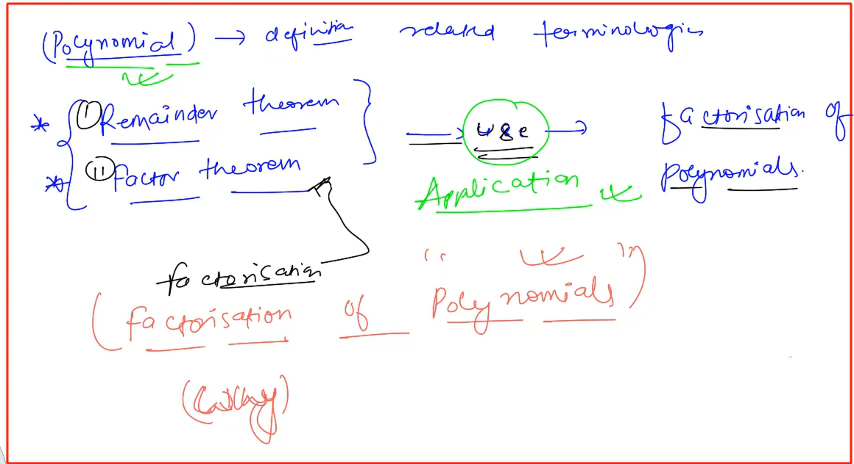 (Polynomial) → definition related terminologies
* (i) Remainder theorem
* (ii) Factor theorem
⟶ use → factorisation of polynomials.
Application
factorisation
(Factorisation of Polynomials)